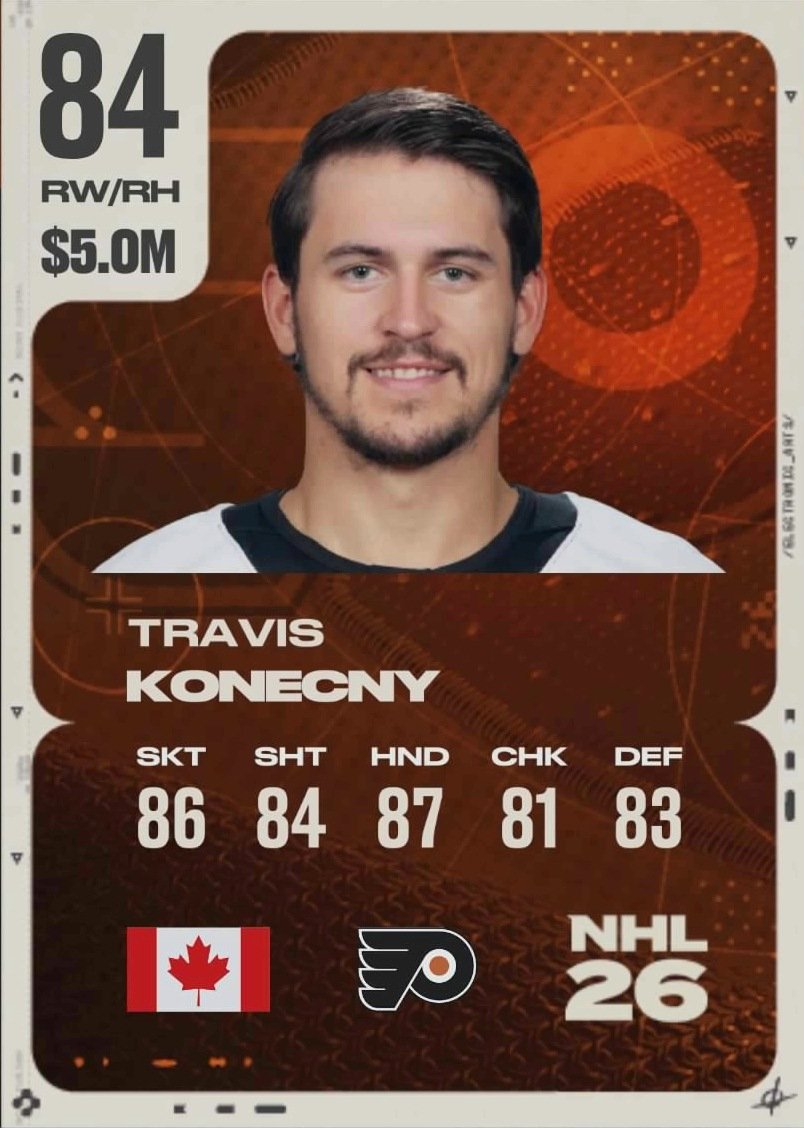 84
RW/RH
$5.0M
TRAVIS
KONECNY
SKT SHT HND CHK DEF
86 84 87 81 83
NHL
26